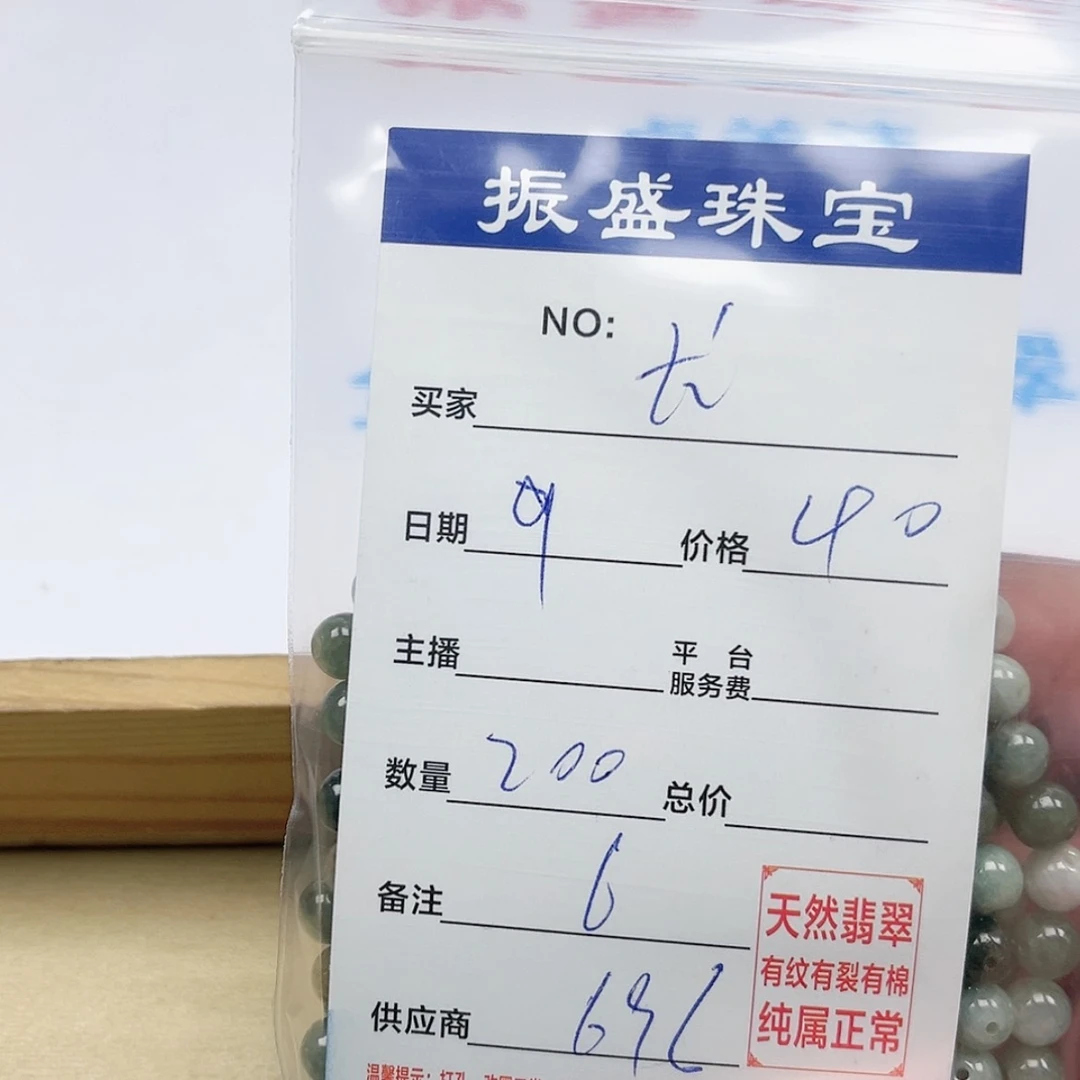 振盛珠宝
NO:
买家
日期 9 价格 40
主播 平台服务费
数量 200 总价
备注 6
供应商
天然翡翠
有纹有裂有棉
纯属正常